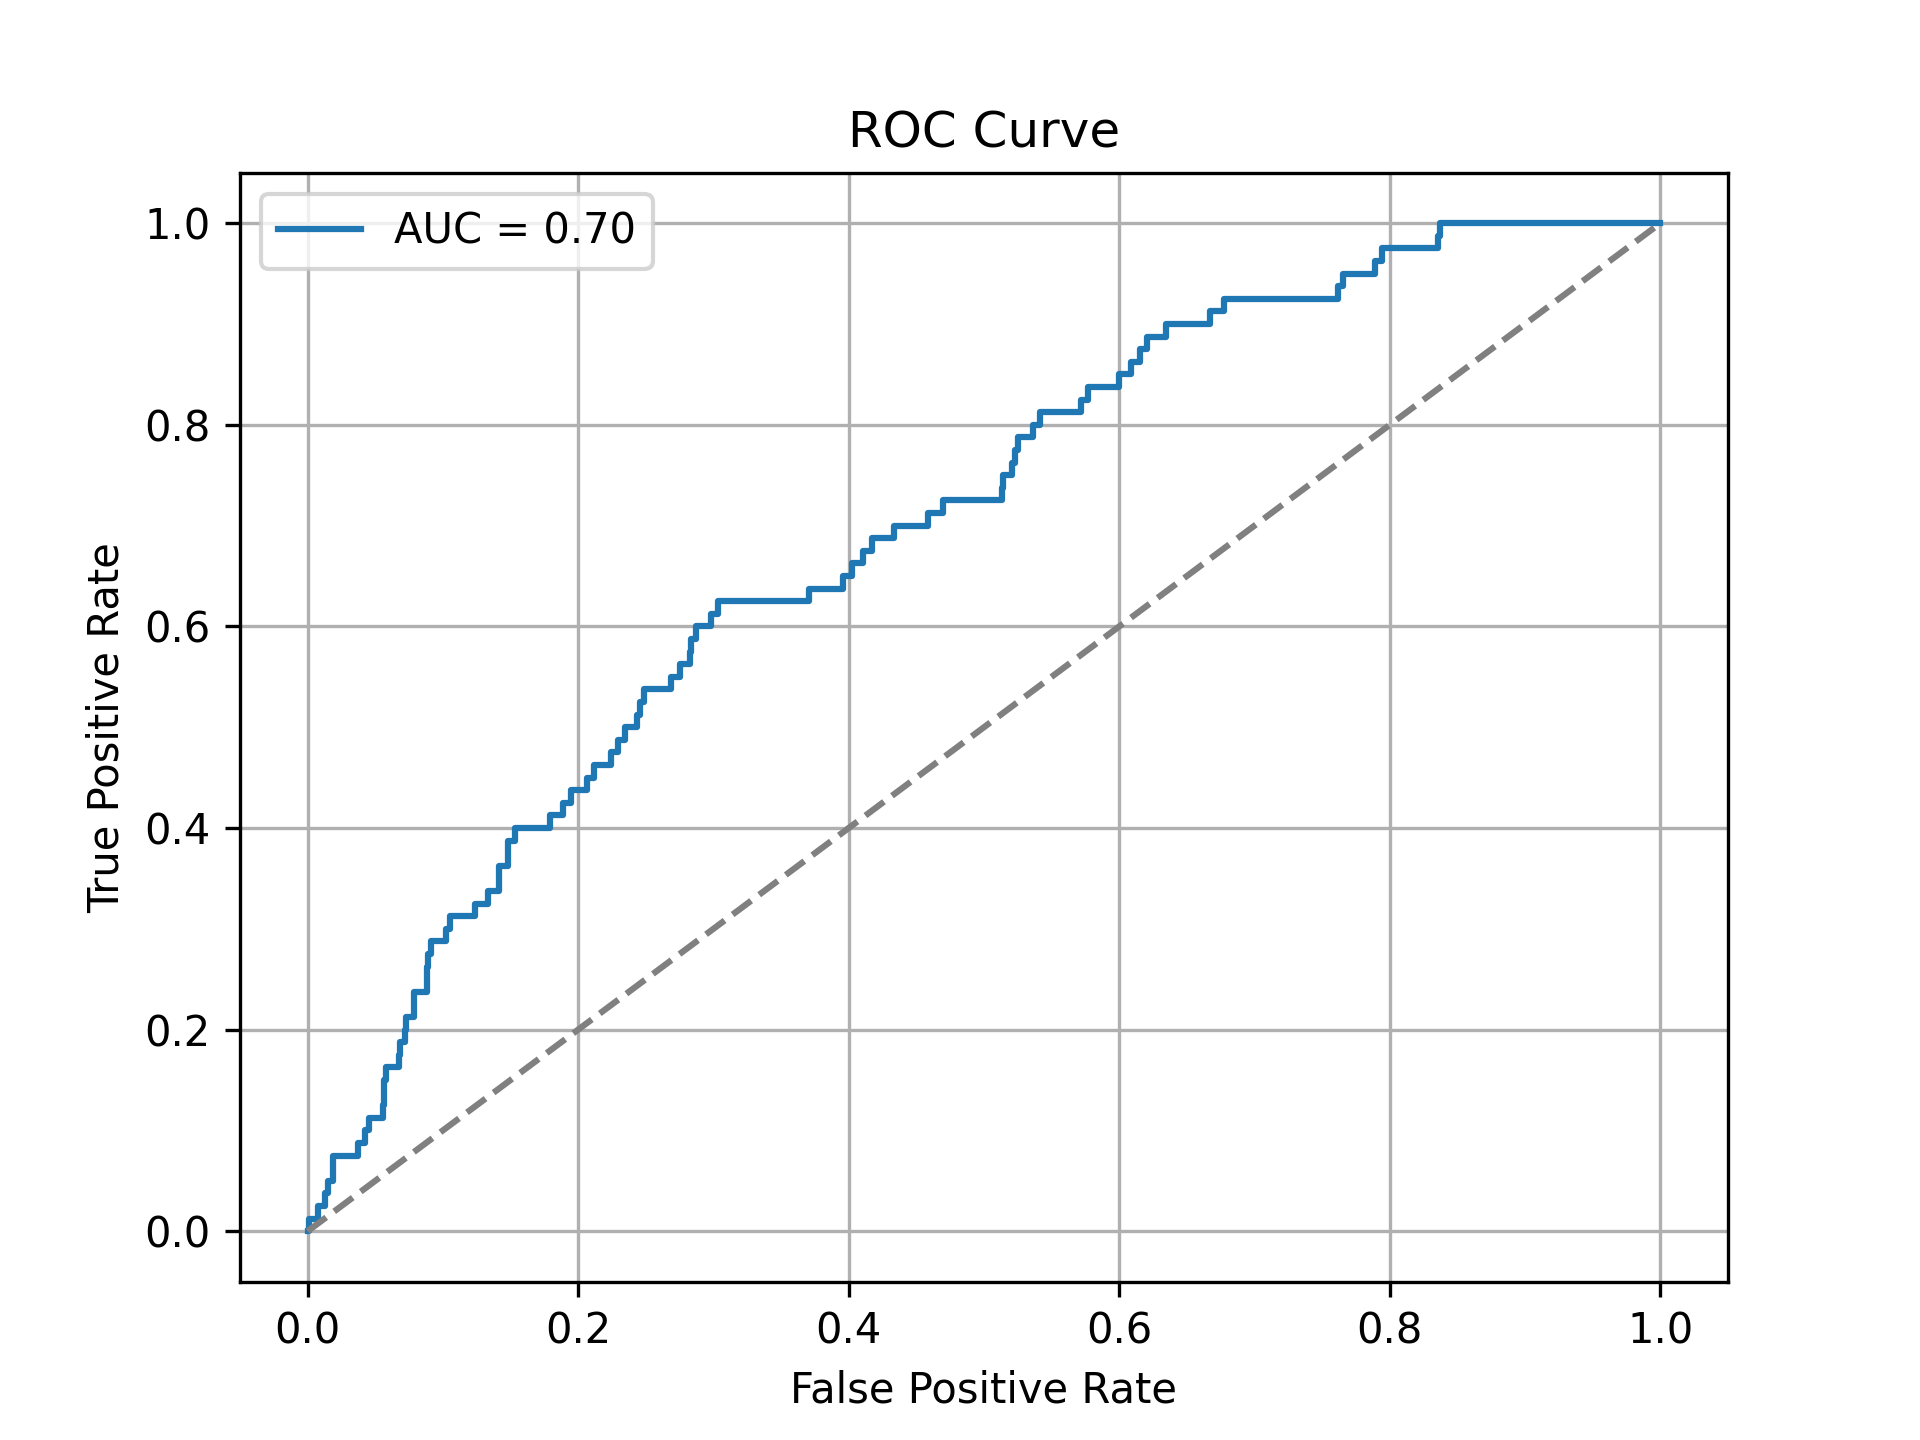 ROC Curve
AUC = 0.70
1.0
0.8
0.6
0.4
0.2
0.0
True Positive Rate
0.0 0.2 0.4 0.6 0.8 1.0
False Positive Rate